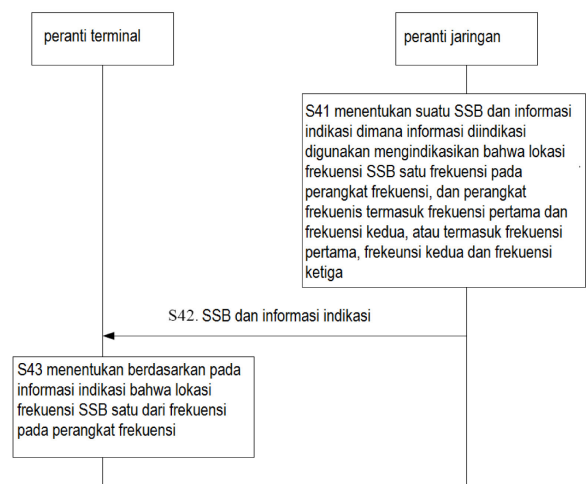 peranti terminal
peranti jaringan
S41 menentukan suatu SSB dan informasi
indikasi dimana informasi diindikasi
digunakan mengindikasikan bahwa lokasi
frekuensi SSB satu frekuensi pada
perangkat frekuensi, dan perangkat
frekuenis termasuk frekuensi pertama dan
frekuensi kedua, atau termasuk frekuensi
pertama, frekeunsi kedua dan frekuensi
ketiga
S42. SSB dan informasi indikasi
S43 menentukan berdasarkan pada
informasi indikasi bahwa lokasi
frekuensi SSB satu dari frekuensi
pada perangkat frekuensi